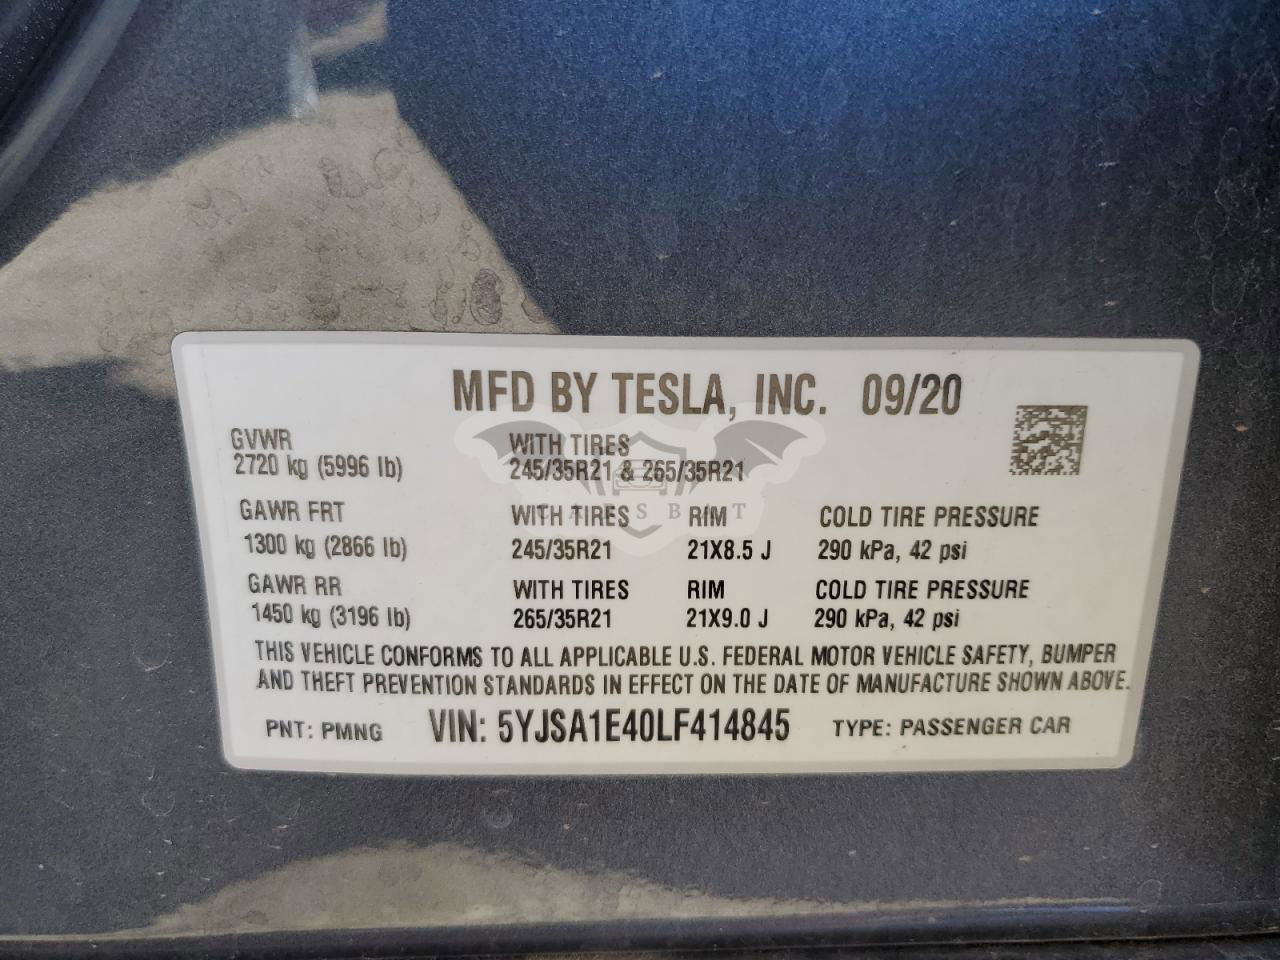 MFD BY TESLA, INC. 09/20
GVWR
2720 kg (5996 lb)
WITH TIRES
245/35R21 & 265/35R21
GAWR FRT WITH TIRES RIM COLD TIRE PRESSURE
1300 kg (2866 lb) 245/35R21 21X8.5 J 290 kPa, 42 psi
GAWR RR WITH TIRES RIM COLD TIRE PRESSURE
1450 kg (3196 lb) 265/35R21 21X9.0 J 290 kPa, 42 psi
THIS VEHICLE CONFORMS TO ALL APPLICABLE U.S. FEDERAL MOTOR VEHICLE SAFETY, BUMPER
AND THEFT PREVENTION STANDARDS IN EFFECT ON THE DATE OF MANUFACTURE SHOWN ABOVE.
PNT: PMNG VIN: 5YJSA1E40LF414845 TYPE: PASSENGER CAR